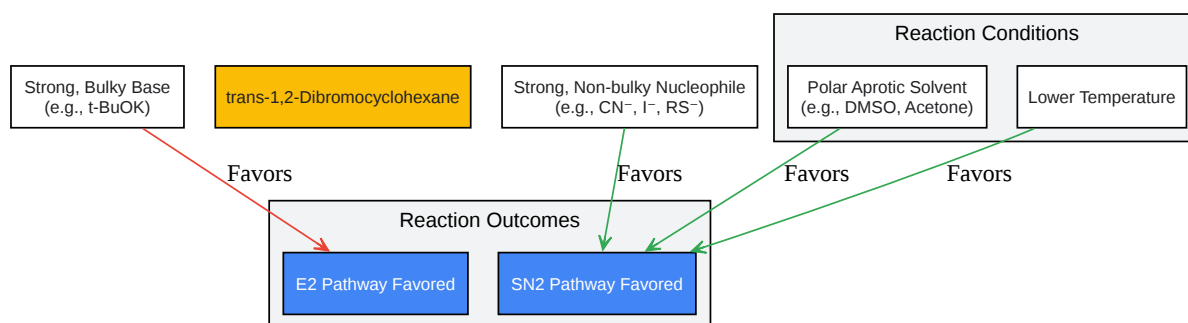 Reaction Conditions
Strong, Bulky Base
(e.g., t-BuOK)
trans-1,2-Dibromocyclohexane
Strong, Non-bulky Nucleophile
(e.g., CN⁻, I⁻, RS⁻)
Polar Aprotic Solvent
(e.g., DMSO, Acetone)
Lower Temperature
Favors
Favors
Favors
Favors
Reaction Outcomes
E2 Pathway Favored
SN2 Pathway Favored